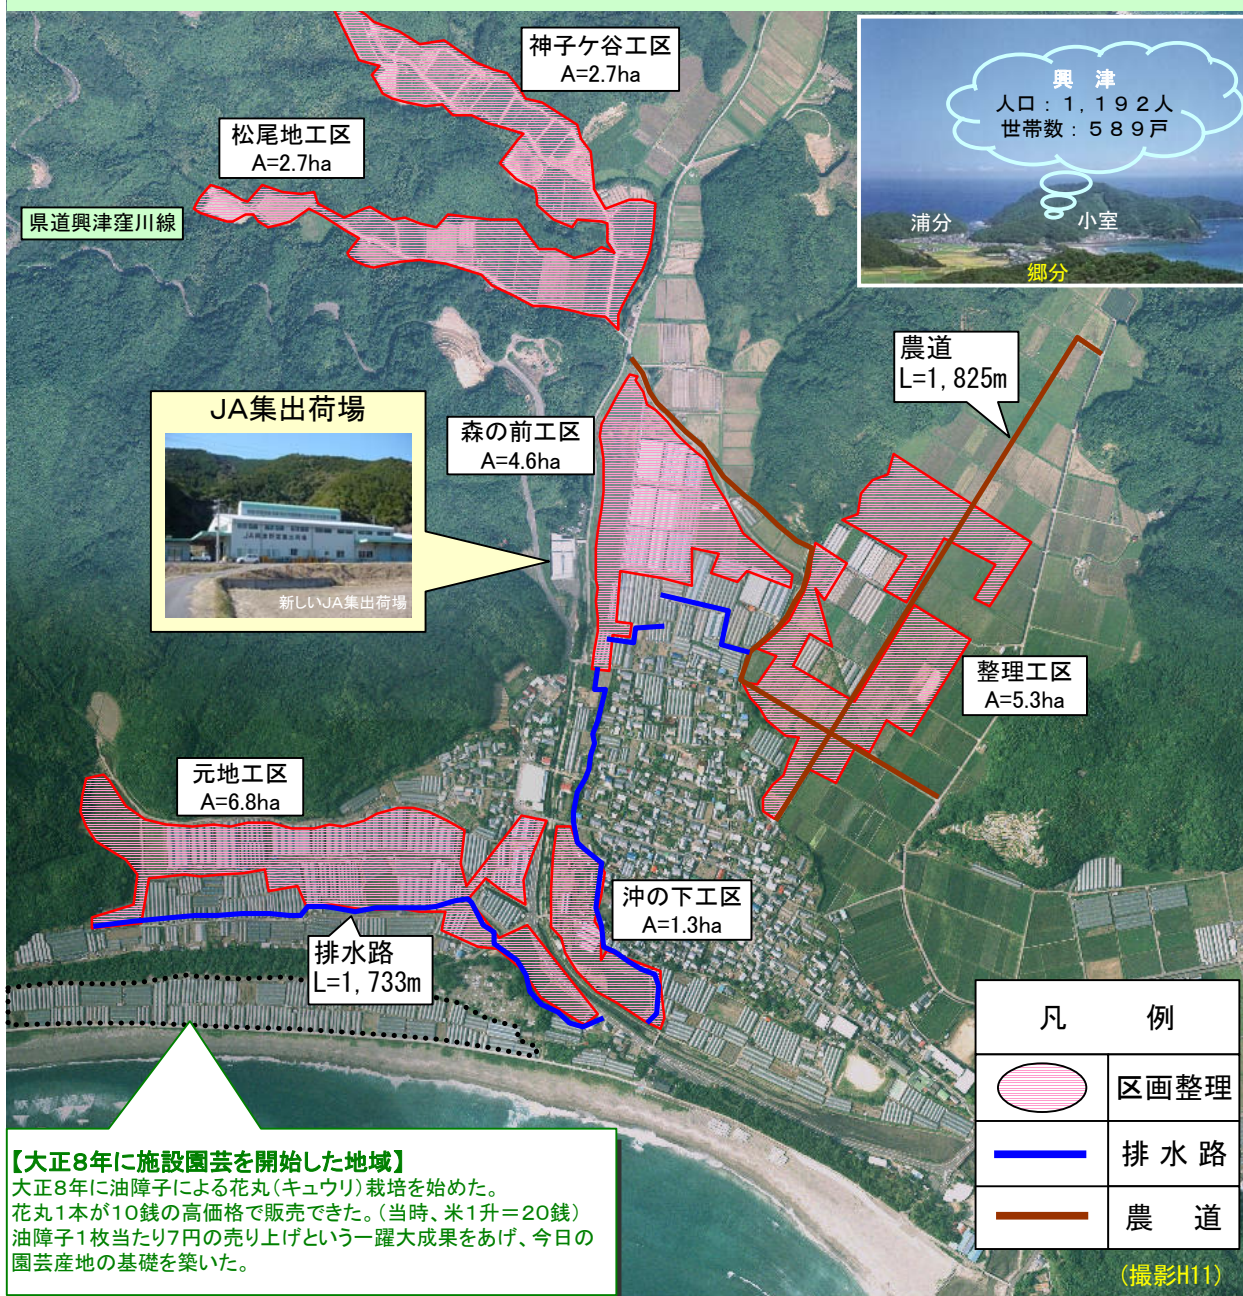 神子ケ谷工区
A=2.7ha
松尾地工区
A=2.7ha
県道興津窪川線
興 津
人口：1,192人
世帯数：589戸
浦分
小室
郷分
農道
L=1,825m
JA集出荷場
新しいJA集出荷場
森の前工区
A=4.6ha
整理工区
A=5.3ha
元地工区
A=6.8ha
沖の下工区
A=1.3ha
排水路
L=1,733m
凡 例
区画整理
排 水 路
農 道
(撮影H11)
【大正8年に施設園芸を開始した地域】
大正8年に油障子による花丸(キュウリ)栽培を始めた。
花丸1本が10銭の高価格で販売できた。(当時、米1升＝20銭)
油障子1枚当たり7円の売り上げという一躍大成果をあげ、今日の
園芸産地の基礎を築いた。